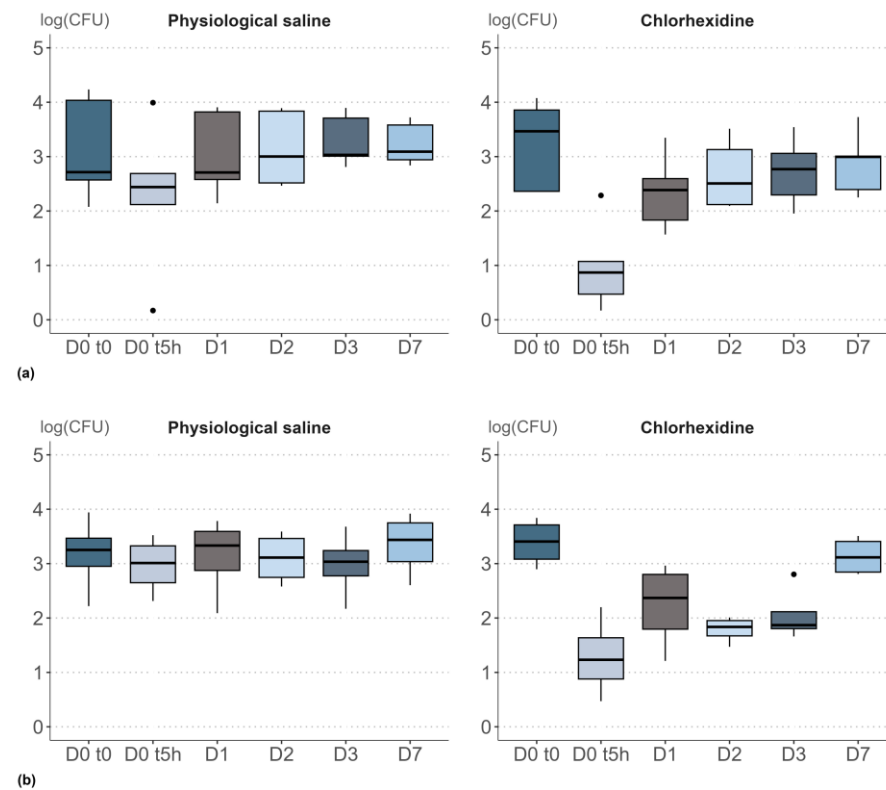 log(CFU) Physiological saline log(CFU) Chlorhexidine
5 5
4 4
3 3
2 2
1 1
0 0
D0 t0 D0 t5h D1 D2 D3 D7 D0 t0 D0 t5h D1 D2 D3 D7
(a)
log(CFU) Physiological saline log(CFU) Chlorhexidine
5 5
4 4
3 3
2 2
1 1
0 0
D0 t0 D0 t5h D1 D2 D3 D7 D0 t0 D0 t5h D1 D2 D3 D7
(b)